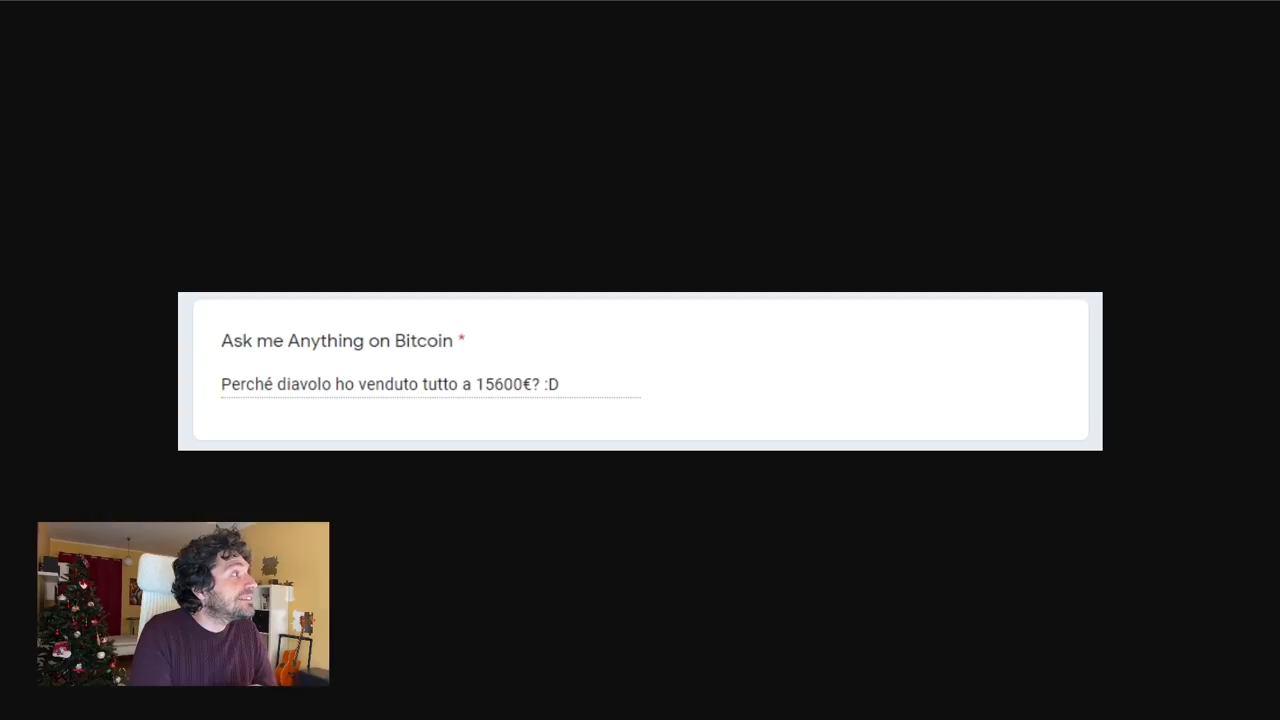 Ask me Anything on Bitcoin *
Perché diavolo ho venduto tutto a 15600€? :D